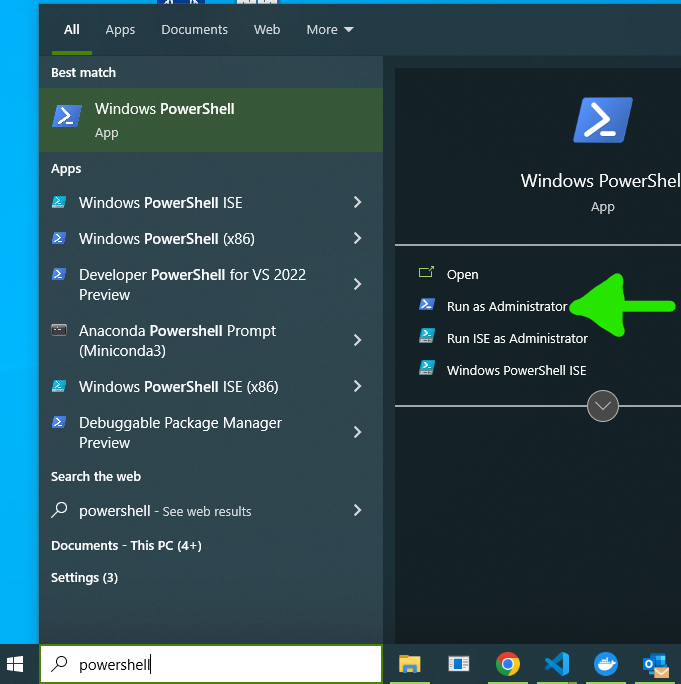 All Apps Documents Web More
Best match
Windows PowerShell
App
Apps
Windows PowerShell ISE
Windows PowerShell (x86)
Developer PowerShell for VS 2022
Preview
Anaconda Powershell Prompt
(Miniconda3)
Windows PowerShell ISE (x86)
Debuggable Package Manager
Preview
Search the web
powershell - See web results
Documents - This PC (4+)
Settings (3)
Windows PowerShel
App
Open
Run as Administrator
Run ISE as Administrator
Windows PowerShell ISE
powershell